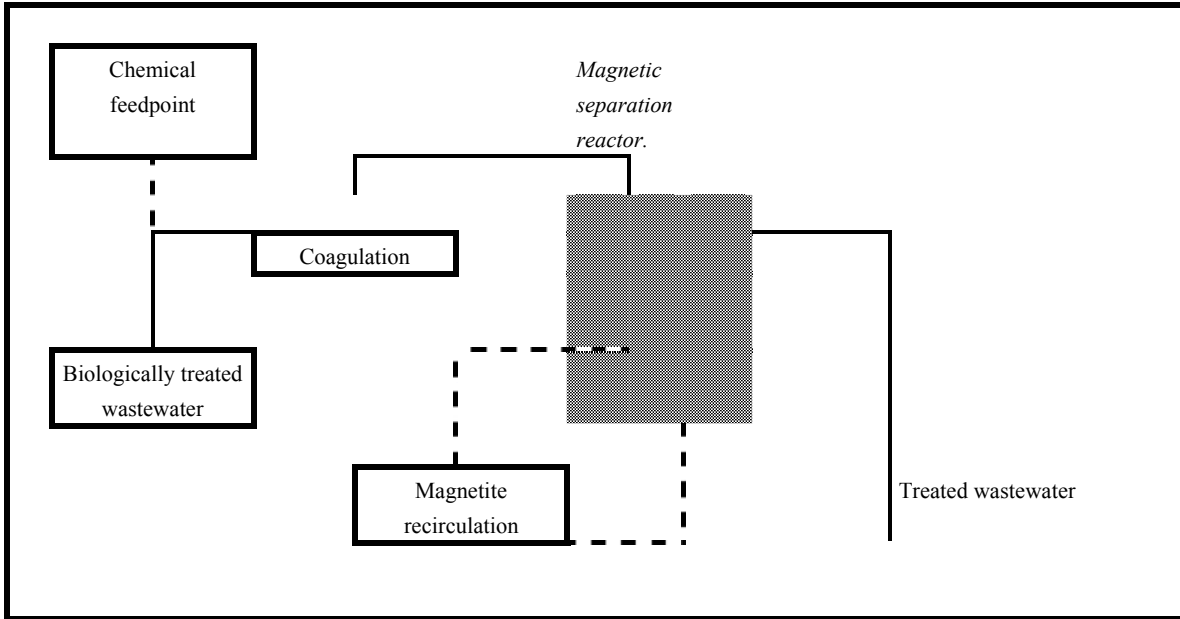 Chemical
feedpoint
Magnetic
separation
reactor.
Coagulation
Biologically treated
wastewater
Magnetite
recirculation
Treated wastewater